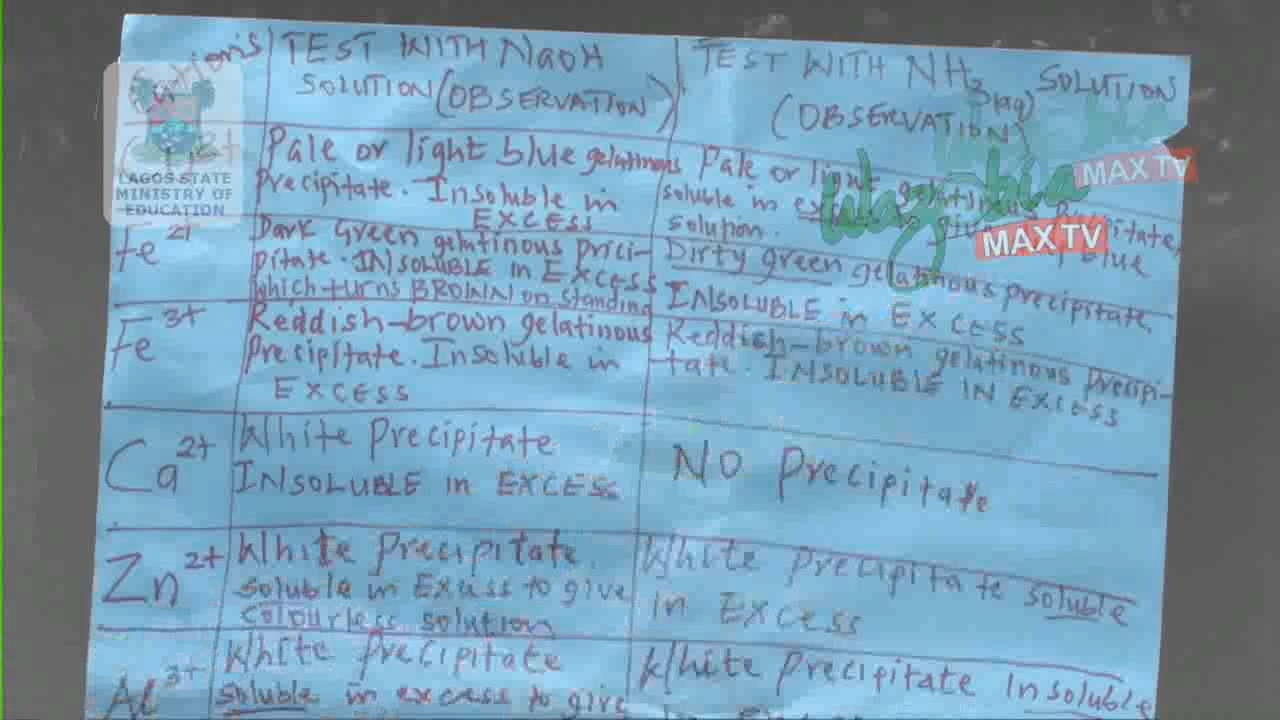 Cations
TEST WITH NaOH
SOLUTION (OBSERVATION)
TEST WITH NH3(aq) SOLUTION
(OBSERVATION)
LAGOS STATE
MINISTRY OF
EDUCATION
MAX TV
MAX TV
Pale or light blue gelatinous
Precipitate. Insoluble in
EXCESS
Pale or light gelatinous
soluble in
solution. blue
Fe2+
Dark Green gelatinous prici-
pitate. INSOLUBLE in EXCESS
which turns BROWN on standing
Dirty green gelatinous precipitate
INSOLUBLE in EXCESS
Fe3+
Reddish-brown gelatinous
Precipitate. Insoluble in
EXCESS
Reddish-brown gelatinous precipi-
tate. INSOLUBLE IN EXCESS
Ca2+
White Precipitate
INSOLUBLE in EXCESS
NO Precipitate
Zn2+
White Precipitate.
soluble in Excess to give
colourless solution
White Precipitate soluble
in EXCESS
Al3+
White Precipitate
soluble in excess to give
White Precipitate Insoluble